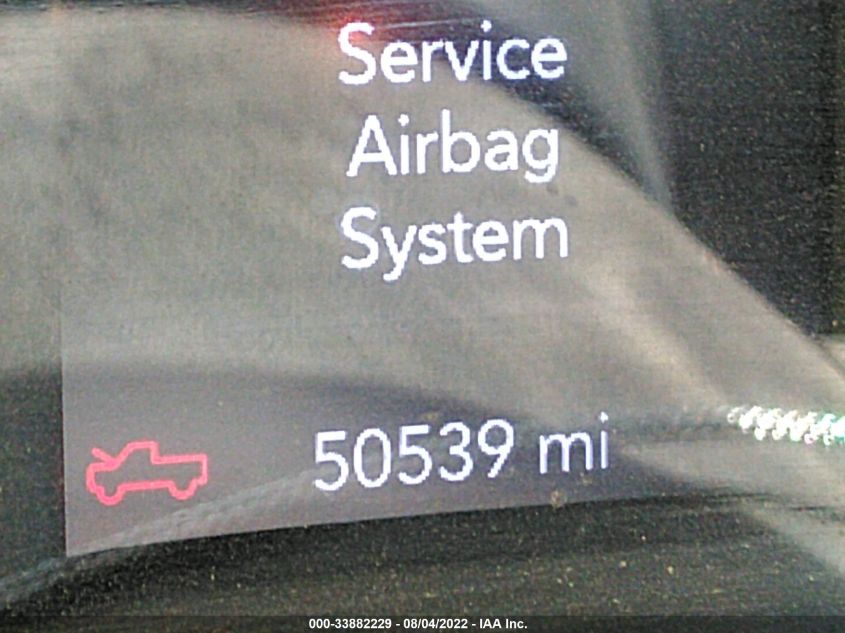 Service
Airbag
System
50539 mi
000-33882229 - 08/04/2022 - IAA Inc.